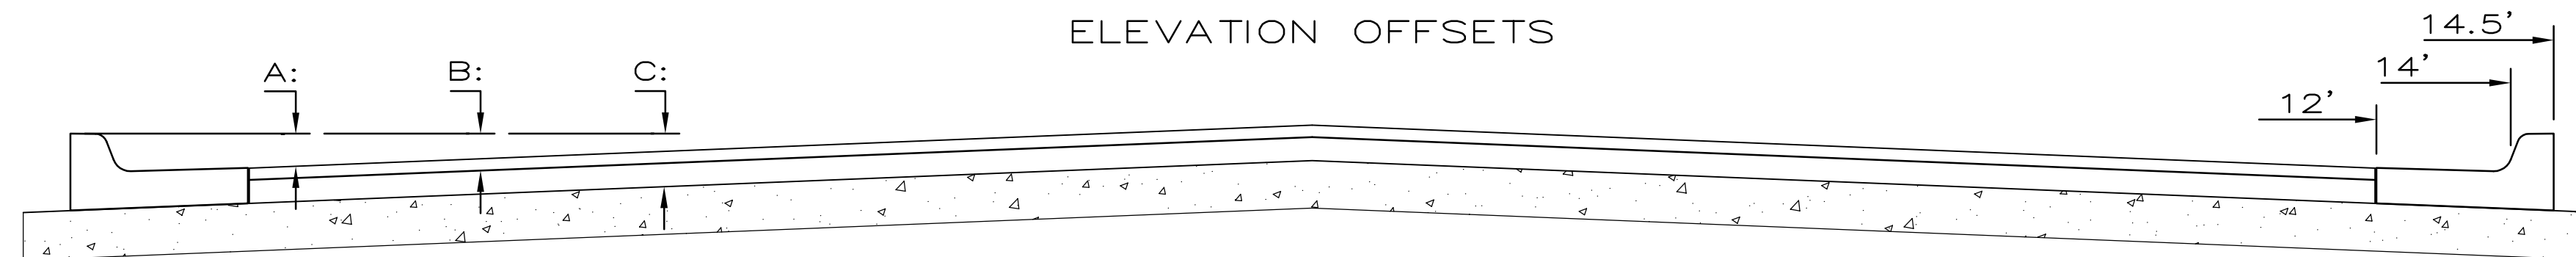 ELEVATION OFFSETS
14.5’
14’
12’
A:
B:
C: